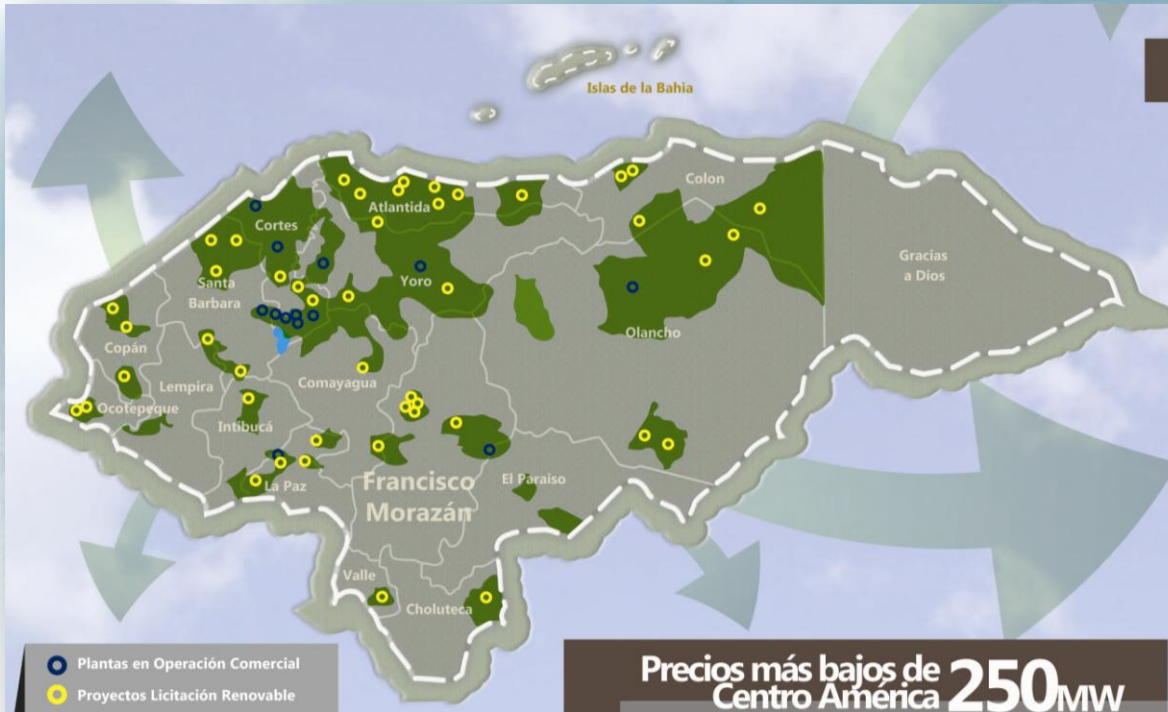 Islas de la Bahia
Colon
Atlantida
Cortes
Gracias
a Dios
Yoro
Santa
Barbara
Olancho
Copán
Comayagua
Lempira
Ocotepeque
Intibucá
El Paraiso
La Paz
Francisco
Morazán
Valle
Choluteca
Plantas en Operación Comercial
Proyectos Licitación Renovable
Precios más bajos de
Centro América 250MW